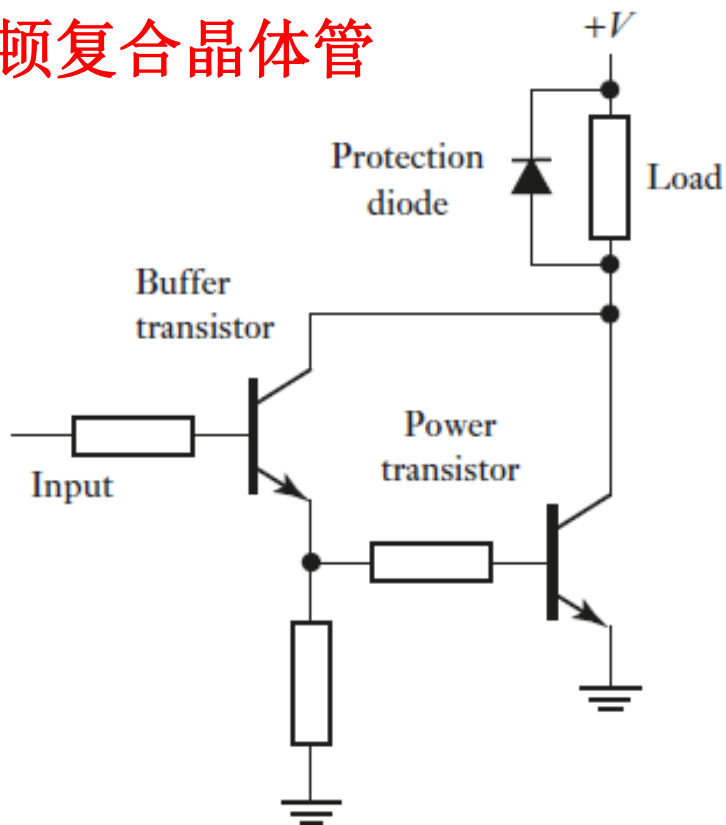 顿复合晶体管
+V
Protection
diode
Load
Buffer
transistor
Power
transistor
Input